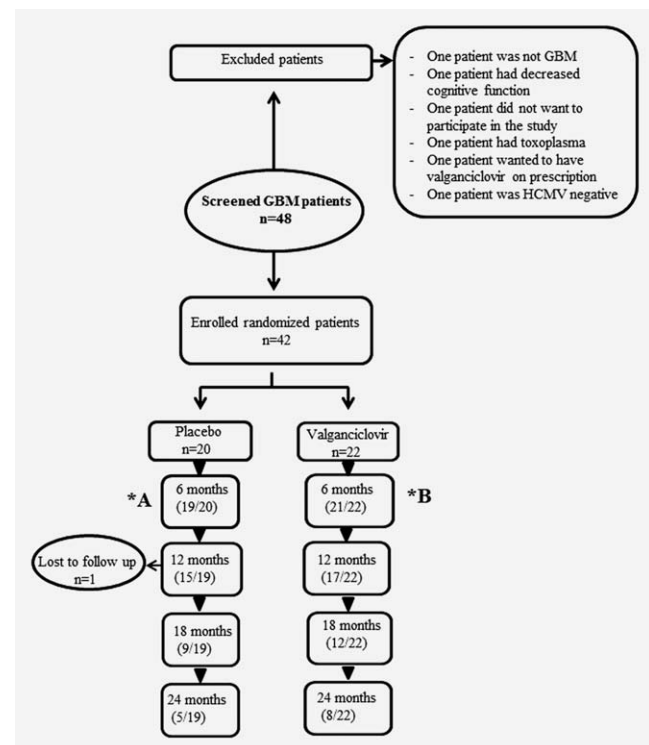 Excluded patients
- One patient was not GBM
- One patient had decreased
cognitive function
- One patient did not want to
participate in the study
- One patient had toxoplasma
- One patient wanted to have
valganciclovir on prescription
- One patient was HCMV negative
Screened GBM patients
n=48
Enrolled randomized patients
n=42
Placebo
n=20
Valganciclovir
n=22
*A
6 months
(19/20)
6 months
(21/22)
*B
Lost to follow up
n=1
12 months
(15/19)
12 months
(17/22)
18 months
(9/19)
18 months
(12/22)
24 months
(5/19)
24 months
(8/22)